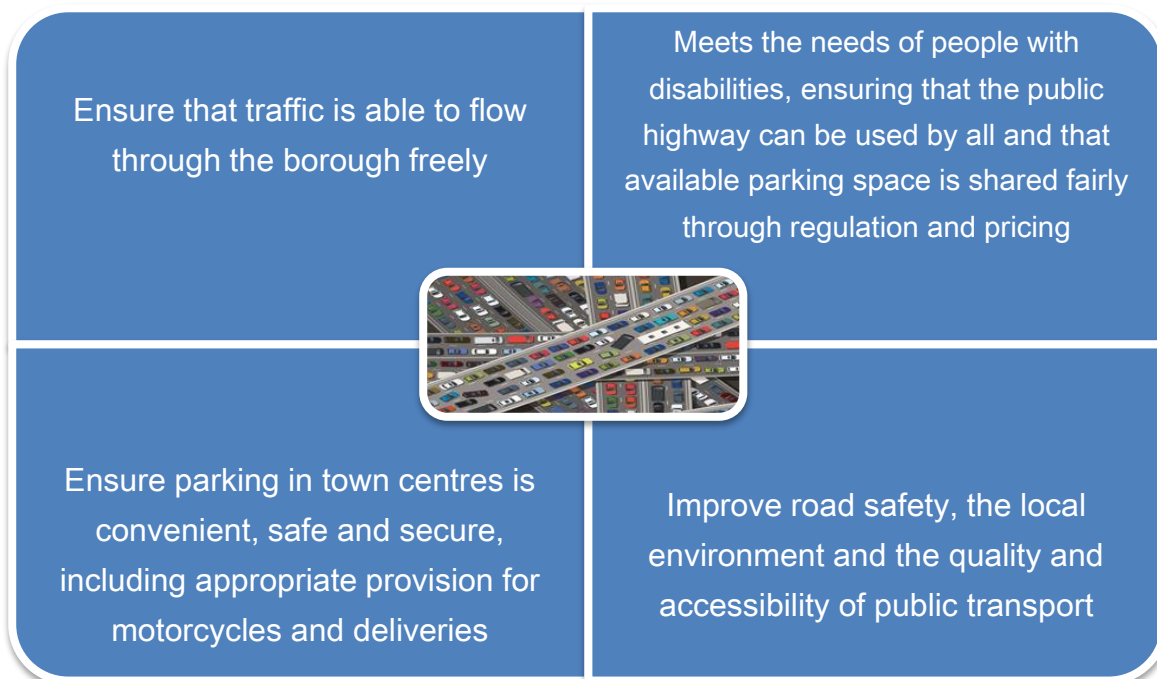 Ensure that traffic is able to flow
through the borough freely
Meets the needs of people with
disabilities, ensuring that the public
highway can be used by all and that
available parking space is shared fairly
through regulation and pricing
Ensure parking in town centres is
convenient, safe and secure,
including appropriate provision for
motorcycles and deliveries
Improve road safety, the local
environment and the quality and
accessibility of public transport